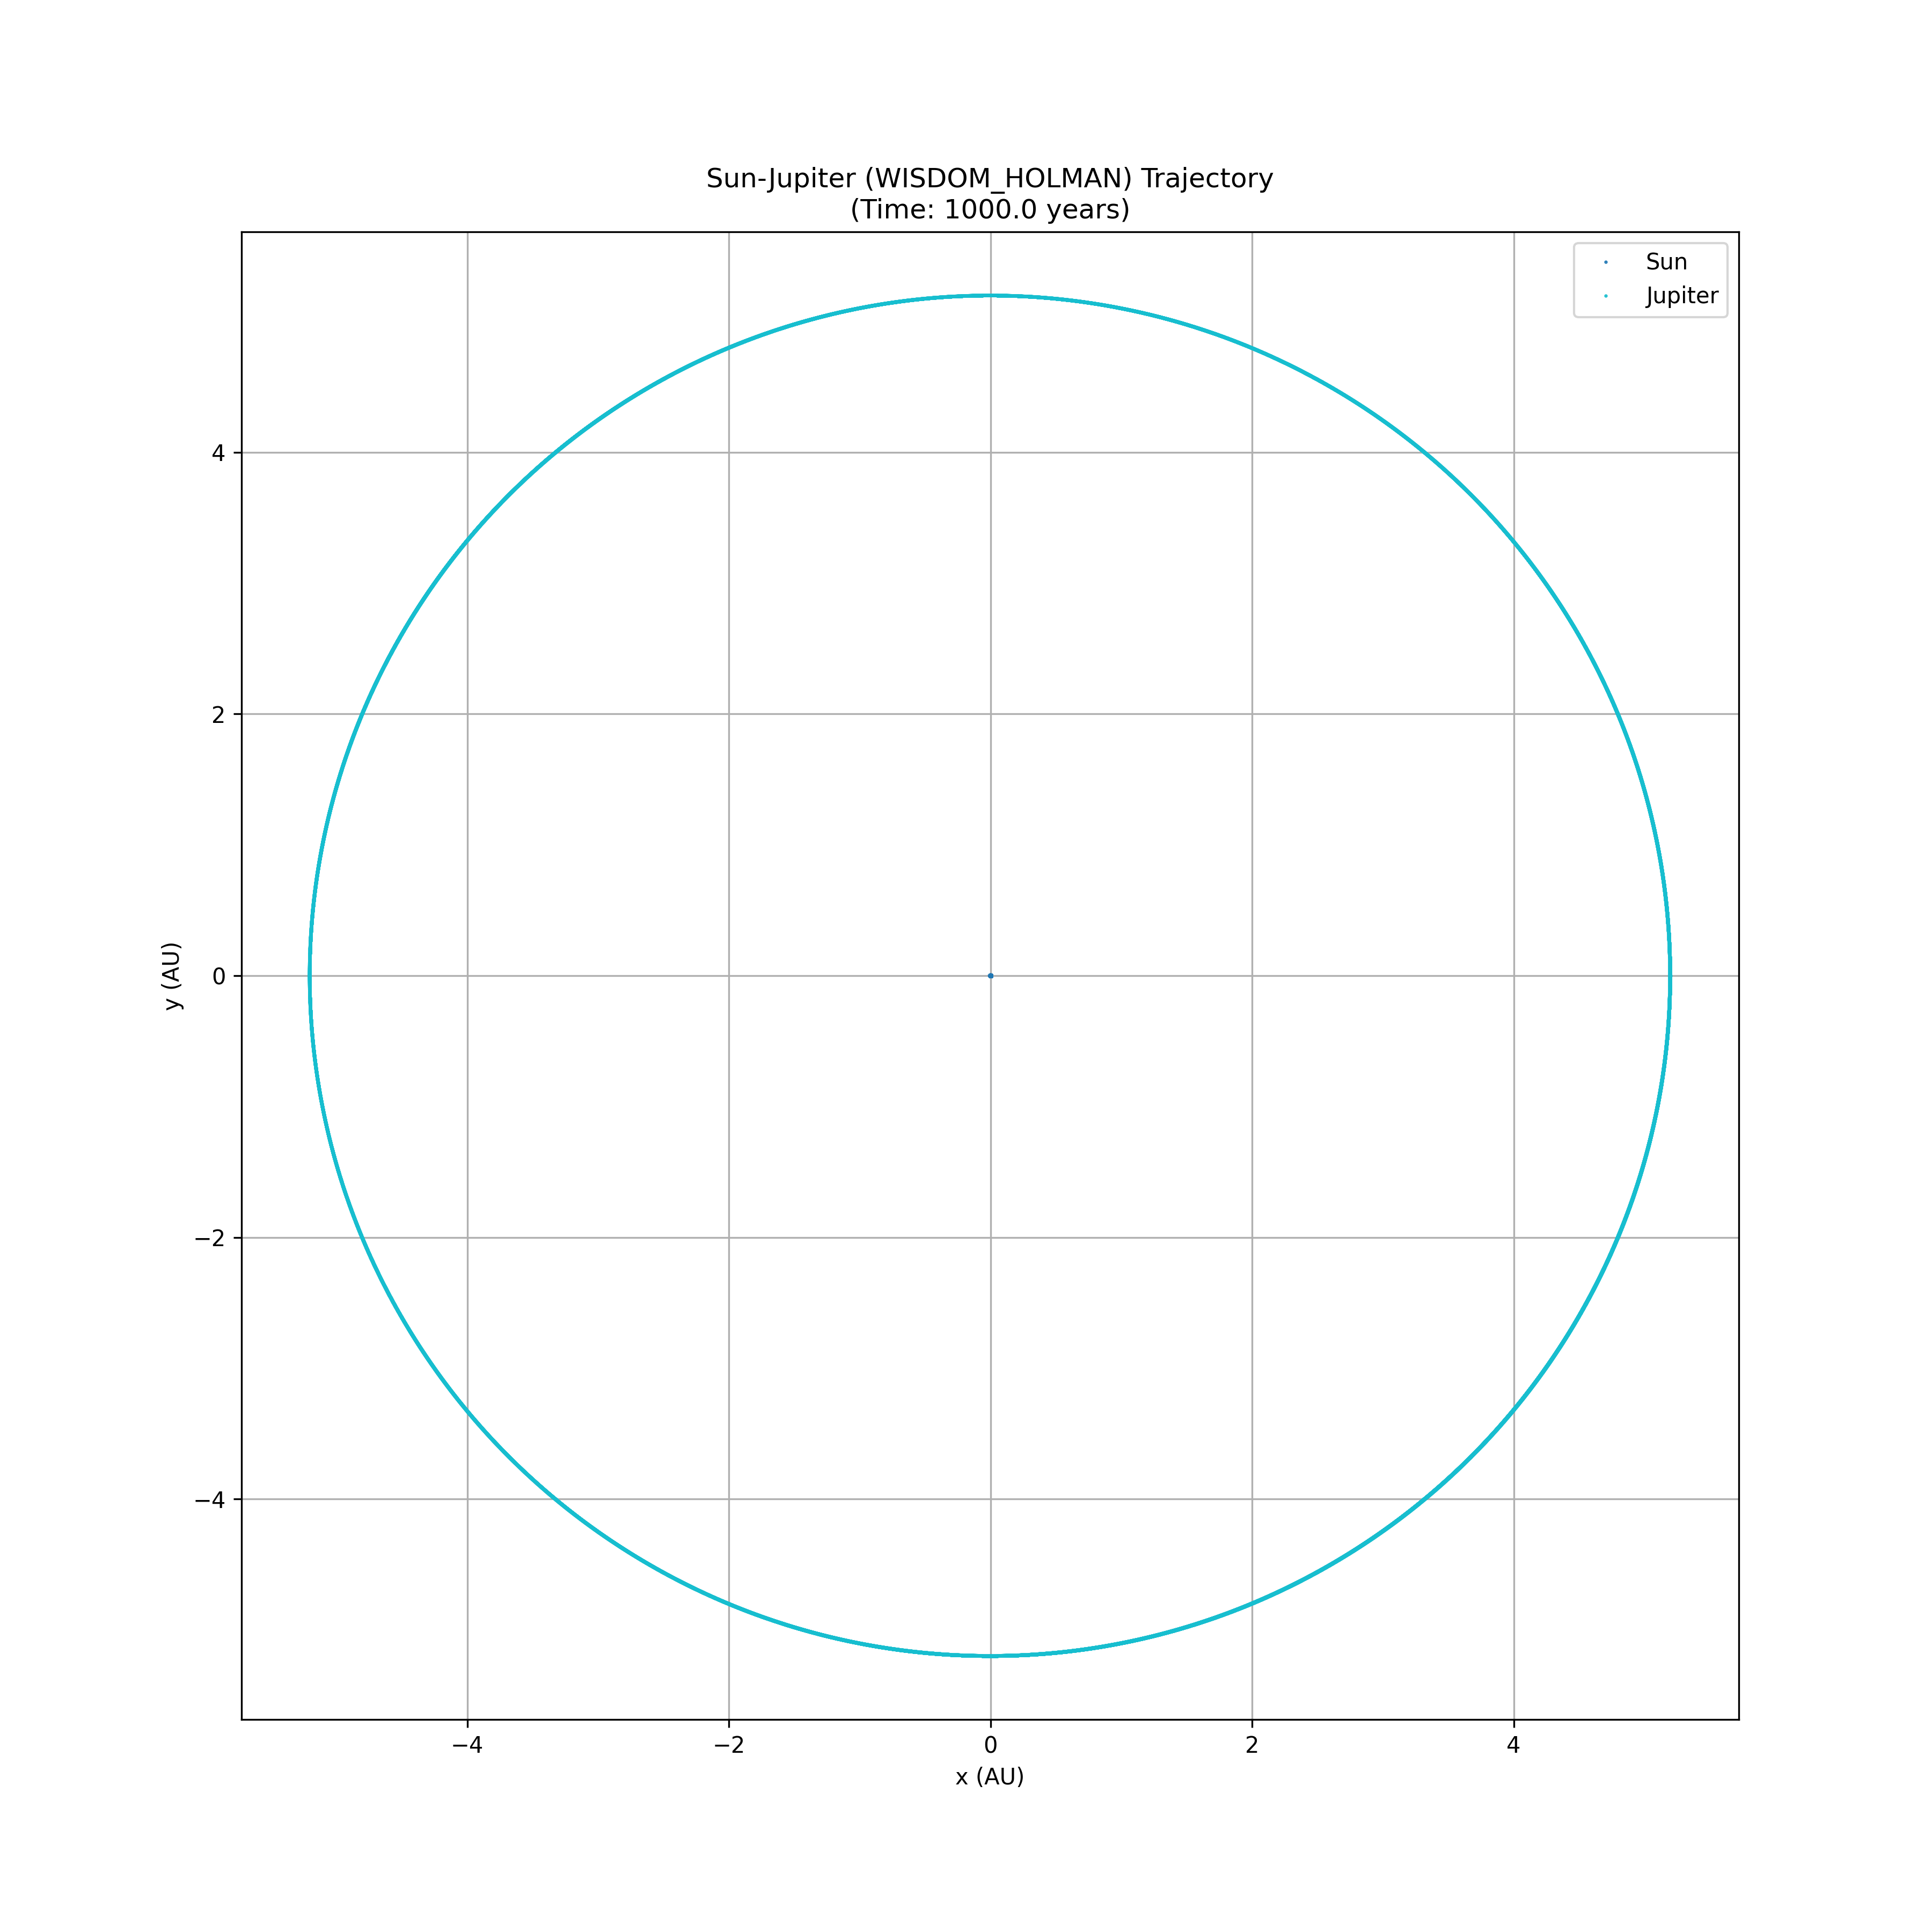 Sun-Jupiter (WISDOM_HOLMAN) Trajectory
(Time: 1000.0 years)
Sun
Jupiter
4
2
0
−2
−4
y (AU)
−4
−2
0
2
4
x (AU)